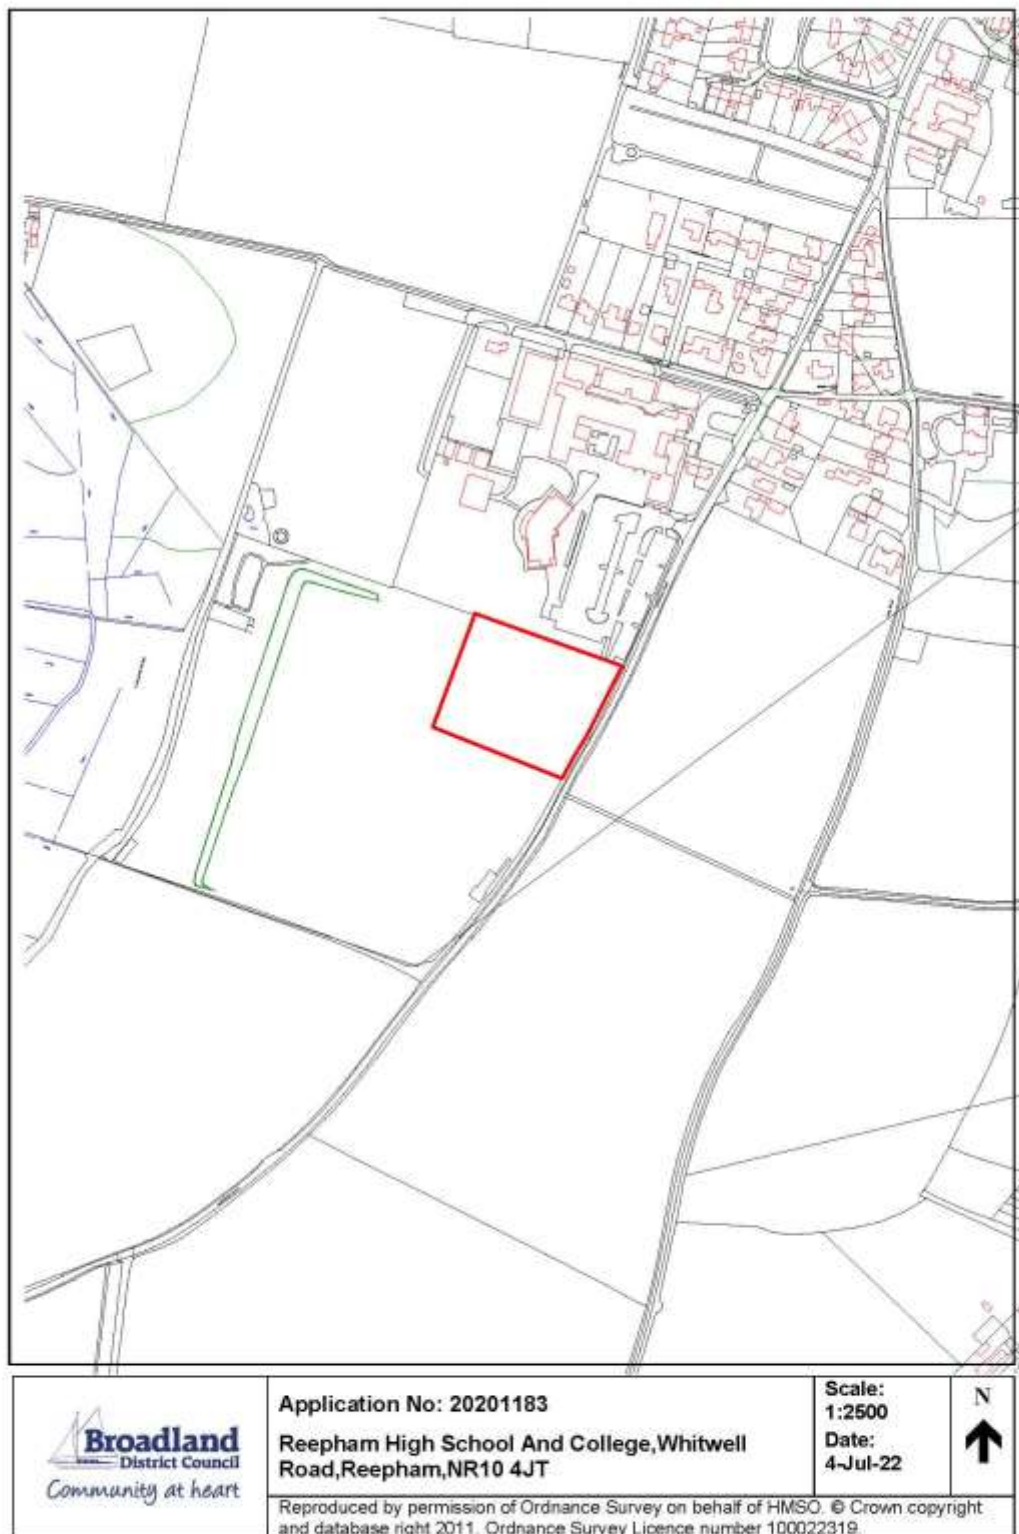 Broadland
District Council
Community at heart
Application No: 20201183
Reepham High School And College,Whitwell
Road,Reepham,NR10 4JT
Scale:
1:2500
Date:
4-Jul-22
N
Reproduced by permission of Ordnance Survey on behalf of HMSO. © Crown copyright
and database right 2011. Ordnance Survey Licence number 100022319.